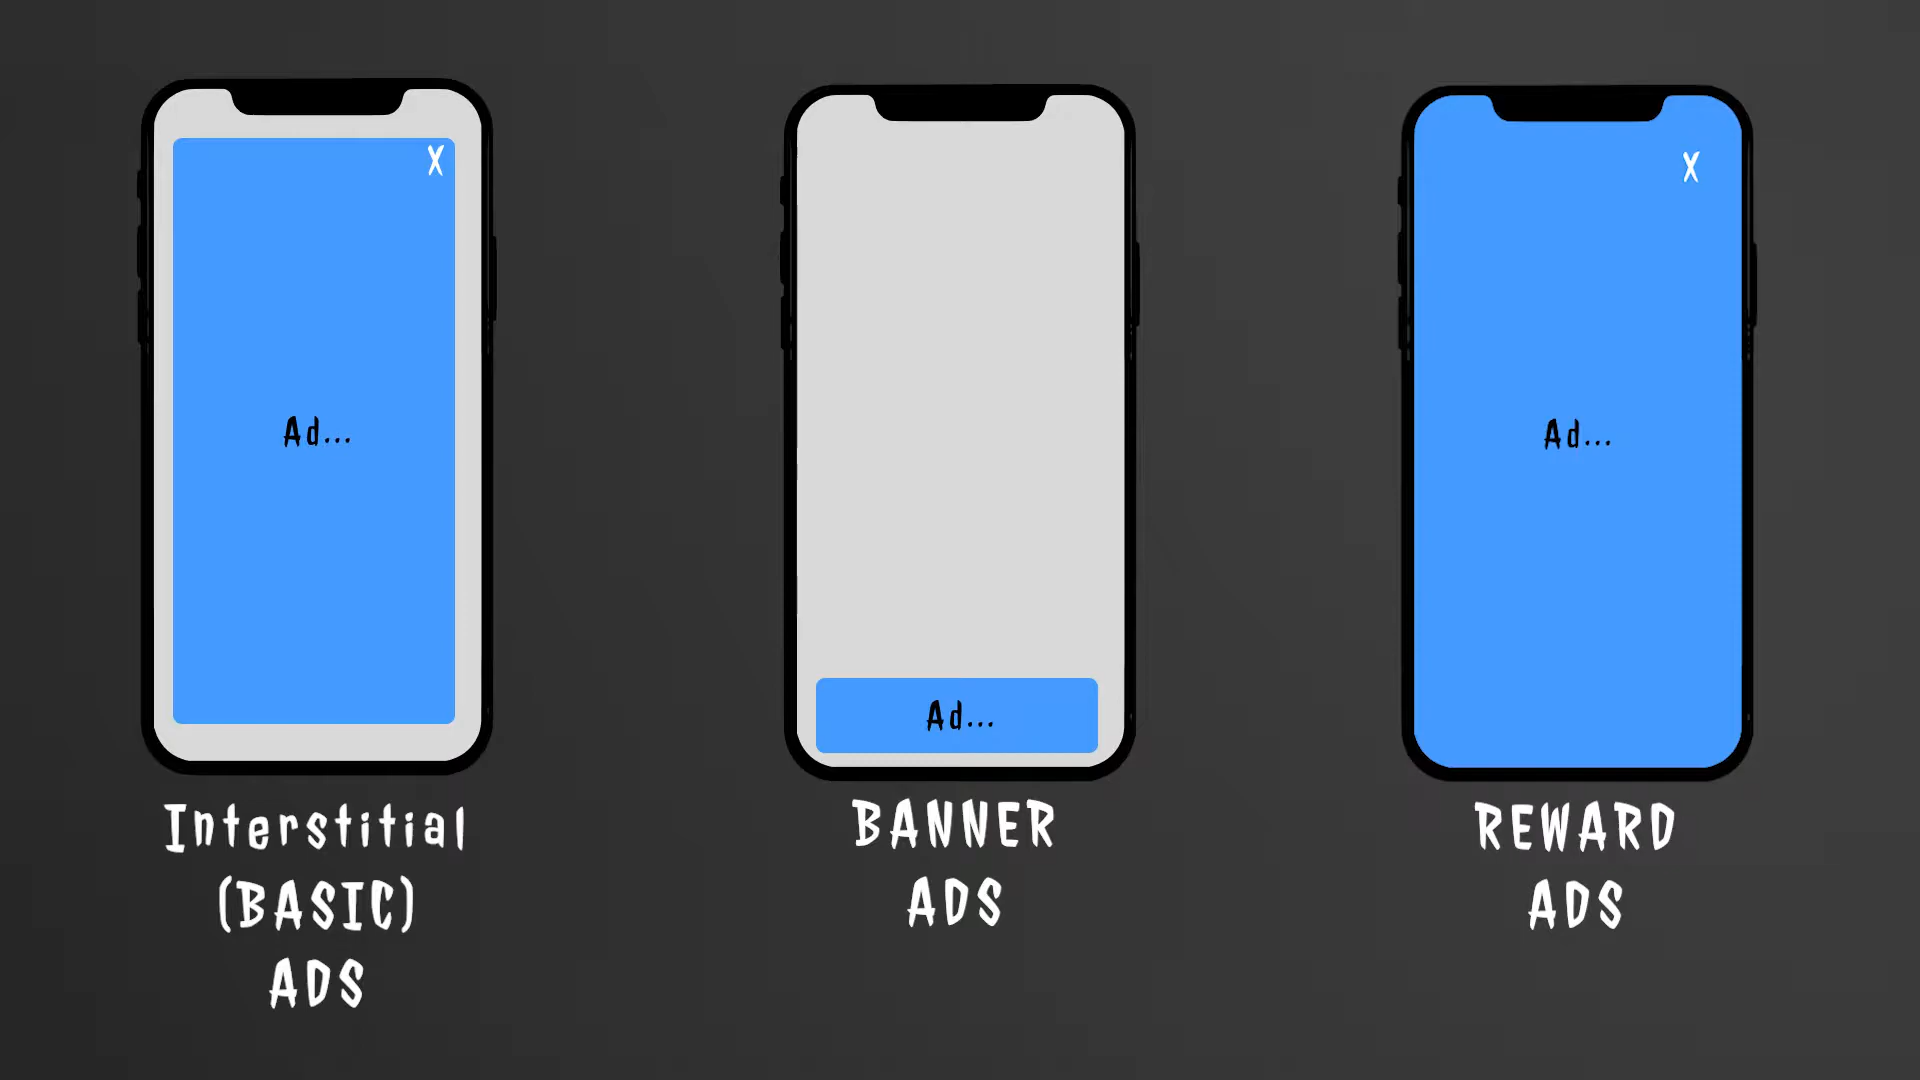 X
Ad...
Interstitial
(BASIC)
ADS
Ad...
BANNER
ADS
X
Ad...
REWARD
ADS